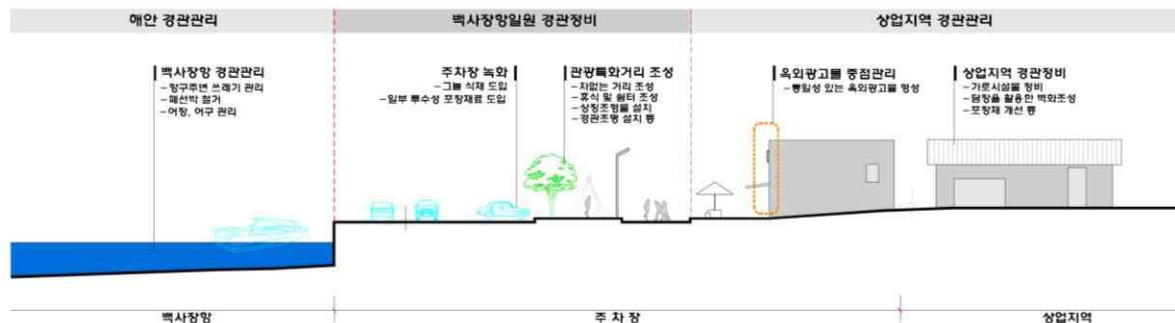 해안 경관관리
백사장항일원 경관정비
상업지역 경관관리
백사장항 경관관리
-항구주변 쓰레기 관리
-폐선박 철거
-어장, 어구 관리
주차장 녹화
-그늘 식재 도입
-일부 투수성 포장재료 도입
관광특화거리 조성
-차없는 거리 조성
-휴식 및 쉼터 조성
-상징조형물 설치
-경관조명 설치 등
옥외광고물 중점관리
-통일성 있는 옥외광고물 형성
상업지역 경관정비
-가로시설물 정비
-담장을 활용한 벽화조성
-포장재 개선 등
백사장항
주 차 장
상업지역